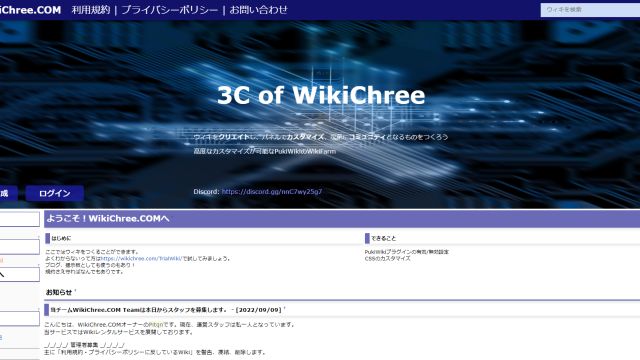 iChree.COM 利用規約 | プライバシーポリシー | お問い合わせ
ウィキを検索
3C of WikiChree
ウィキをクリエイトし、パネルでカスタマイズ、最後にコミュニティとなるものをつくろう
高度なカスタマイズが可能なPukiWikiのWikiFarm
成 ログイン
Discord: https://discord.gg/nnC7wy25g7
ようこそ！WikiChree.COMへ
はじめに
ここではウィキをつくることができます。
よくわからないって方はhttps://wikichree.com/TrialWiki/で試してみましょう。
ブログ、掲示板としても使うのもあり！
規約さえ守ればなんでもありです。
できること
PukiWikiプラグインの有効/無効設定
CSSのカスタマイズ
お知らせ
当チームWikiChree.COM Teamは本日からスタッフを募集します。 - [2022/09/09]
こんにちは、WikiChree.COMオーナーのRitqnです。現在、運営スタッフは私一人となっています。
当サービスではWikiレンタルサービスを展開しております。
_/_/_/_/ 管理者募集 _/_/_/_/
主に「利用規約・プライバシーポリシーに反しているWiki」を警告、凍結、削除します。